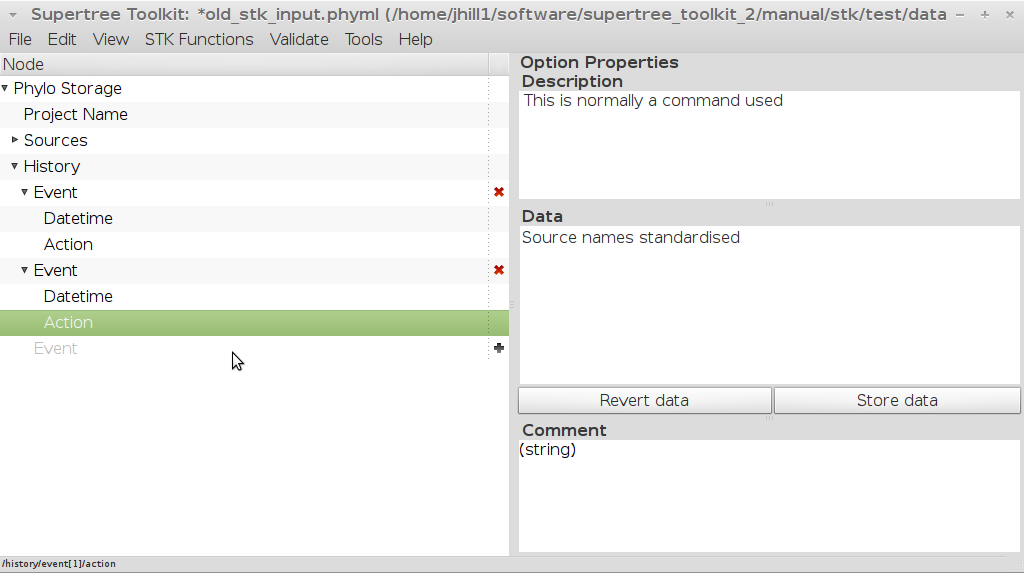 Supertree Toolkit: *old_stk_input.phyml (/home/jhill1/software/supertree_toolkit_2/manual/stk/test/data
File Edit View STK Functions Validate Tools Help
Node
Phylo Storage
Project Name
Sources
History
Event
Datetime
Action
Event
Datetime
Action
Event
Option Properties
Description
This is normally a command used
Data
Source names standardised
Revert data Store data
Comment
(string)
/history/event[1]/action